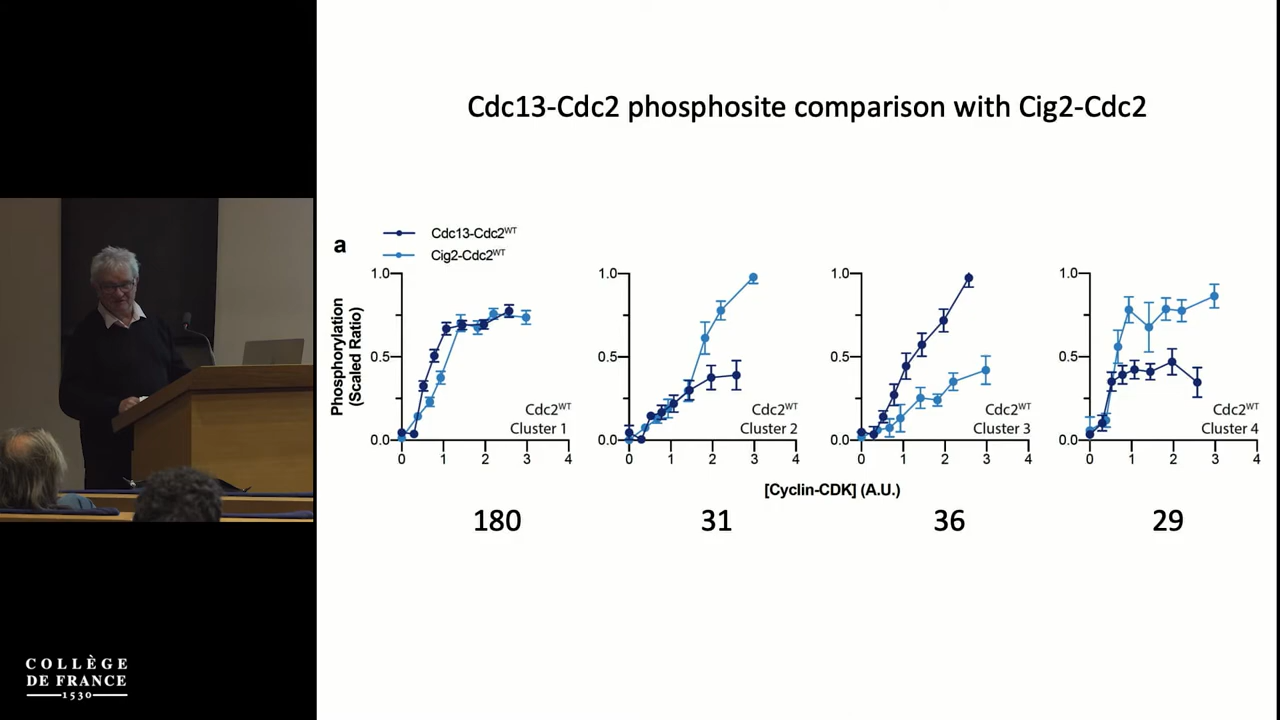 Cdc13-Cdc2 phosphosite comparison with Cig2-Cdc2
a
Cdc13-Cdc2WT
Cig2-Cdc2WT
Phosphorylation
(Scaled Ratio)
1.0
0.5
0.0
0 1 2 3 4
Cdc2WT
Cluster 1
1.0
0.5
0.0
0 1 2 3 4
Cdc2WT
Cluster 2
1.0
0.5
0.0
0 1 2 3 4
Cdc2WT
Cluster 3
1.0
0.5
0.0
0 1 2 3 4
Cdc2WT
Cluster 4
[Cyclin-CDK] (A.U.)
180 31 36 29
COLLÈGE
DE FRANCE
1530